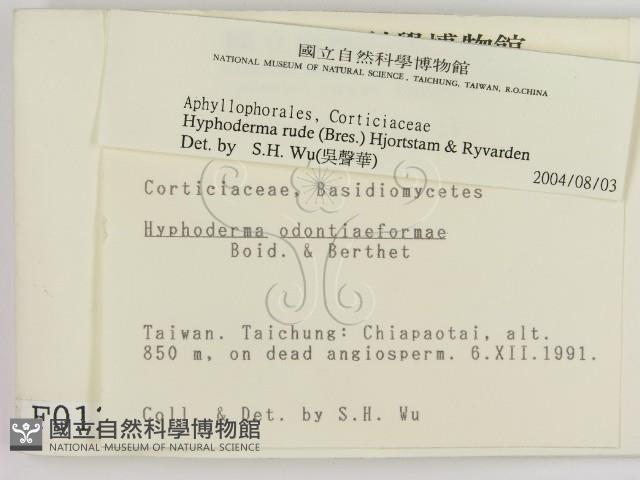 國立自然科學博物館
NATIONAL MUSEUM OF NATURAL SCIENCE, TAICHUNG, TAIWAN, R.O.CHINA
Aphyllophorales, Corticiaceae
Hyphoderma rude (Bres.) Hjortstam & Ryvarden
Det. by S.H. Wu(吳聲華)
2004/08/03
Corticiaceae, Basidiomycetes
Hyphoderma odontiaeformae
Boid. & Berthet
Taiwan. Taichung: Chiapaotai, alt.
850 m, on dead angiosperm. 6.XII.1991.
Coll. & Det. by S.H. Wu
國立自然科學博物館
NATIONAL MUSEUM OF NATURAL SCIENCE